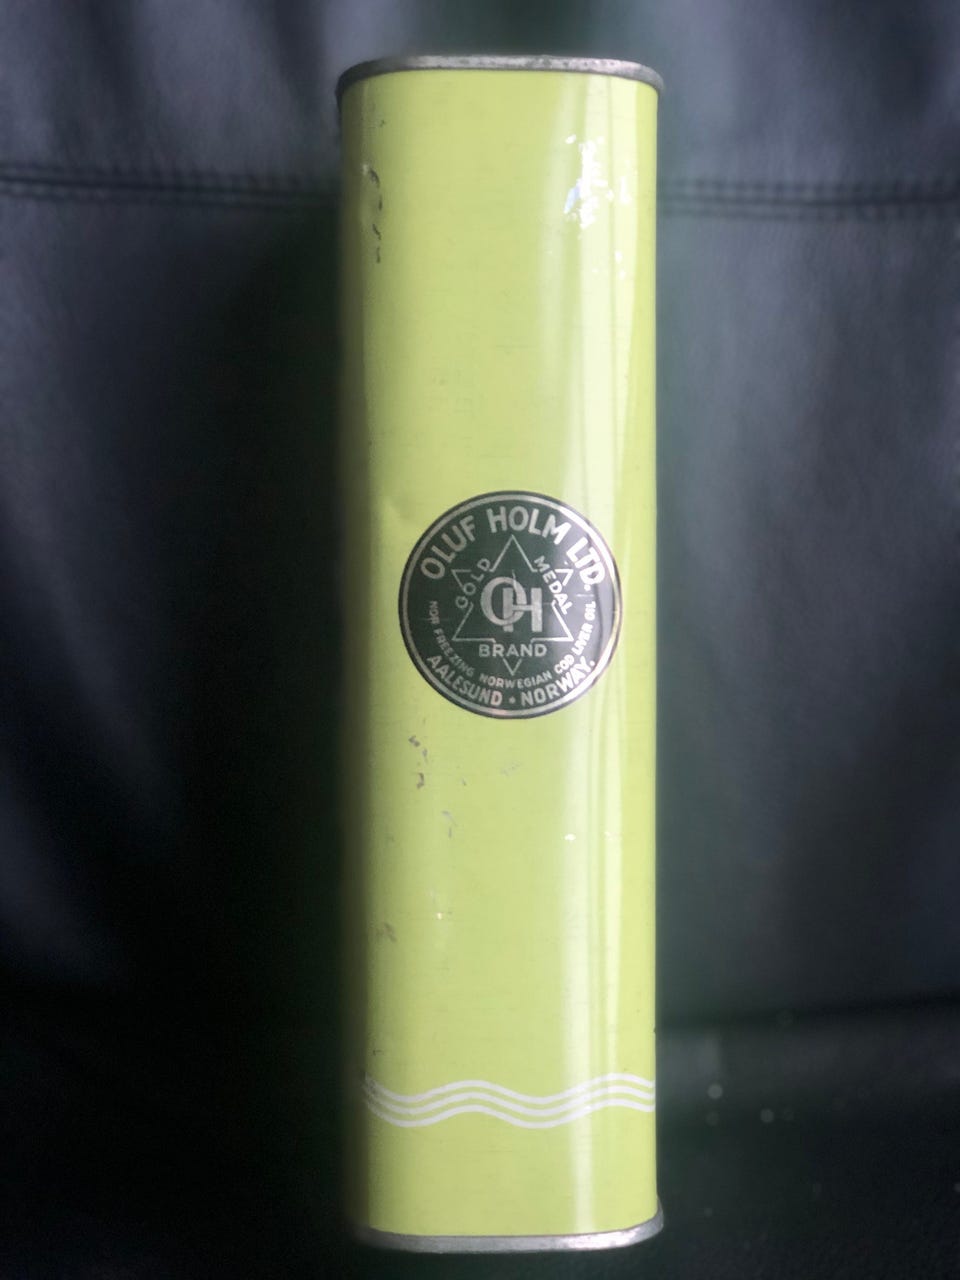 OLUF HOLM LTD.
GOLD MEDAL
OH
BRAND
NON FREEZING NORWEGIAN COD LIVER OIL
AALESUND • NORWAY.